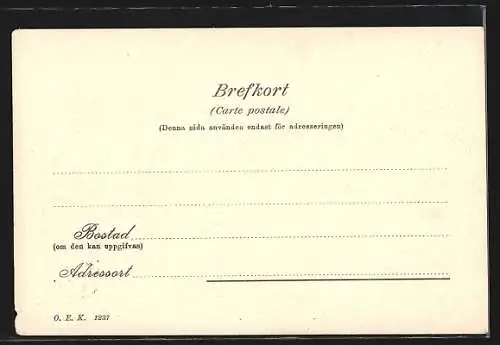 Brefkort
(Carte postale)
(Denna sida användes endast för adresseringen)
Bostad
(om den kan uppgifvas)
Adressort
O. E. K. 1237